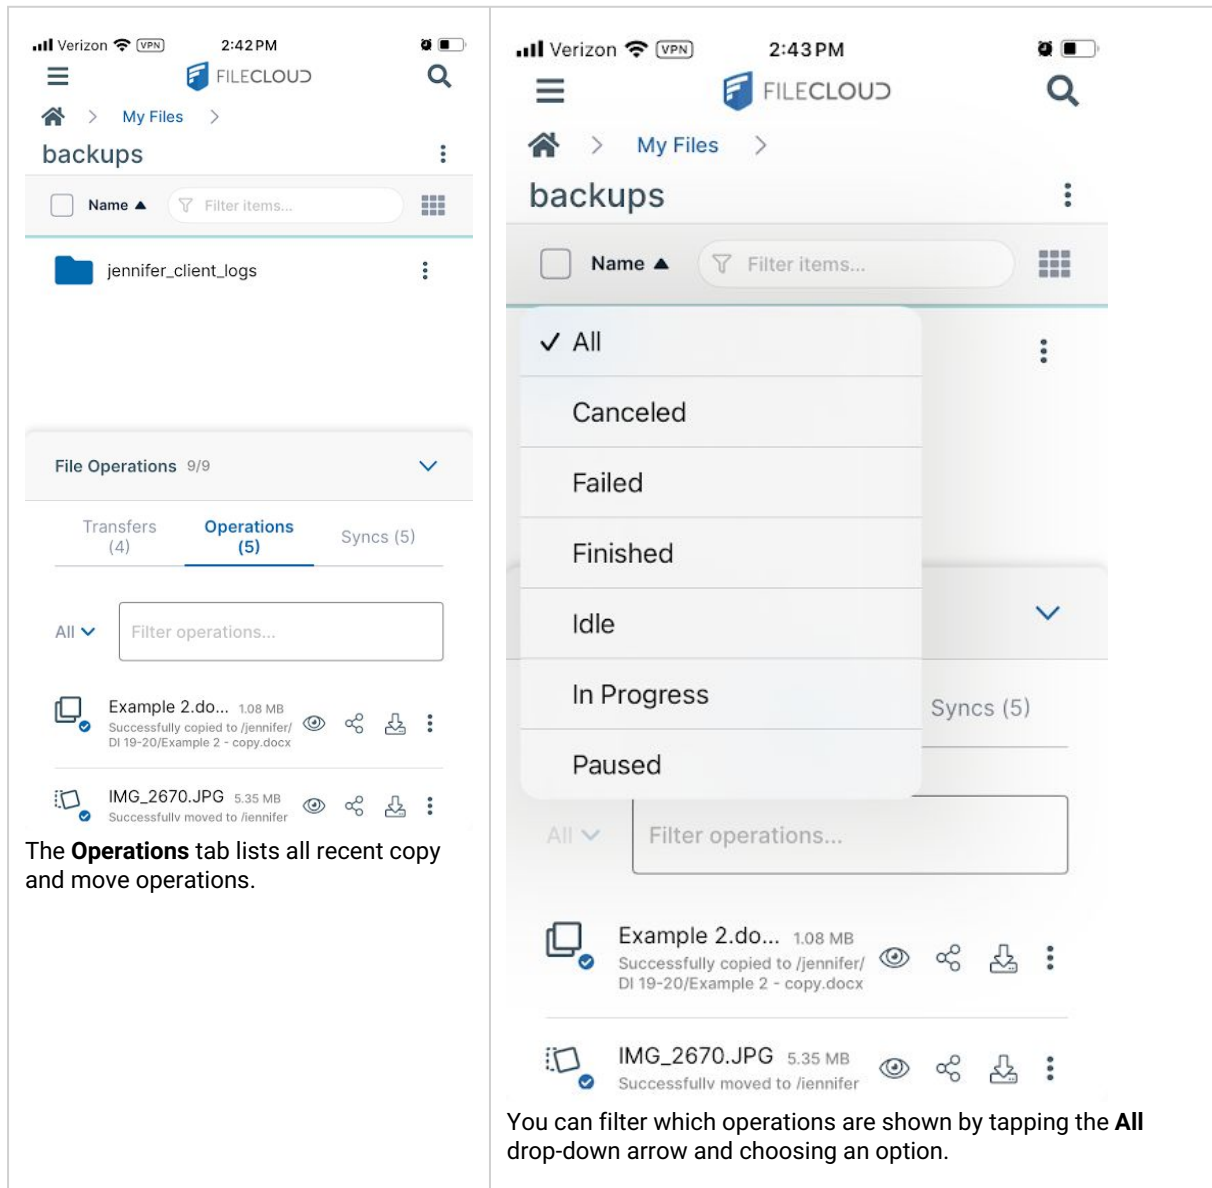 Verizon VPN 2:42 PM
FILECLOUD
> My Files >
backups
Name ▲ Filter items...
jennifer_client_logs
File Operations 9/9
Transfers (4) Operations (5) Syncs (5)
All Filter operations...
Example 2.do... 1.08 MB
Successfully copied to /jennifer/
DI 19-20/Example 2 - copy.docx
IMG_2670.JPG 5.35 MB
Successfully moved to /jennifer
The Operations tab lists all recent copy
and move operations.
Verizon VPN 2:43 PM
FILECLOUD
> My Files >
backups
Name ▲ Filter items...
✓ All
Canceled
Failed
Finished
Idle
In Progress
Syncs (5)
Paused
All Filter operations...
Example 2.do... 1.08 MB
Successfully copied to /jennifer/
DI 19-20/Example 2 - copy.docx
IMG_2670.JPG 5.35 MB
Successfully moved to /jennifer
You can filter which operations are shown by tapping the All
drop-down arrow and choosing an option.